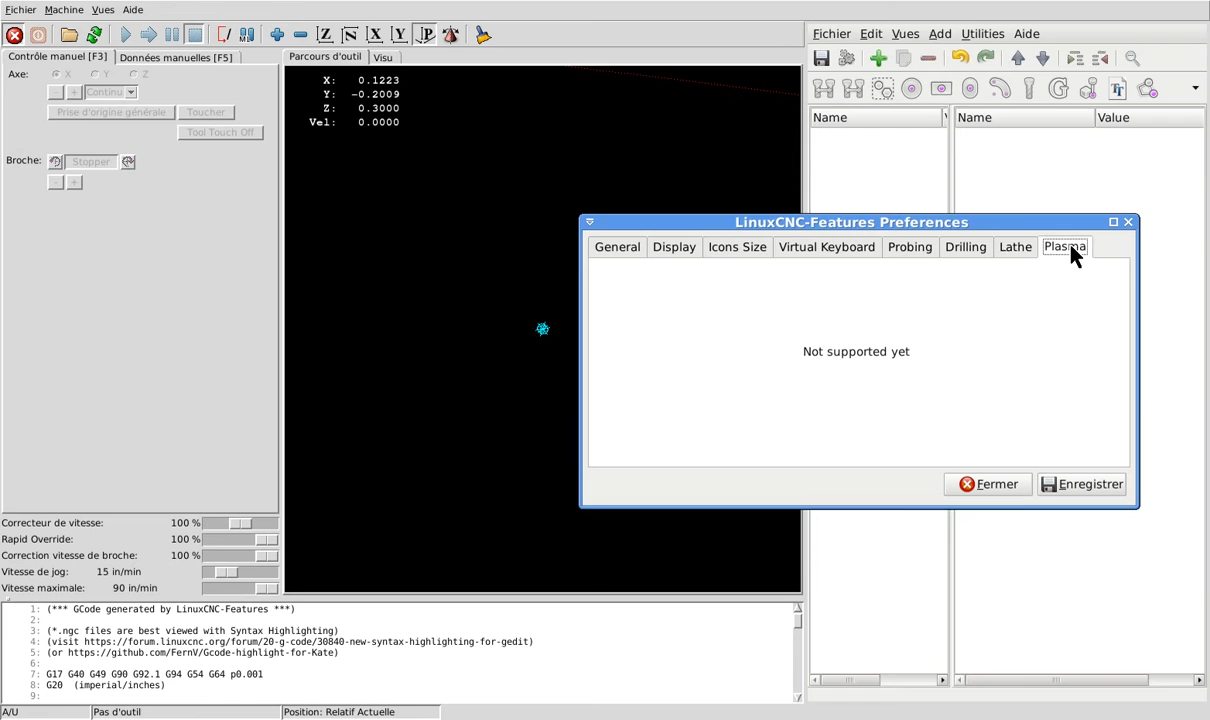 Fichier Machine Vues Aide
Contrôle manuel [F3] Données manuelles [F5]
Axe: X Y Z
- + Continu
Prise d'origine générale Toucher
Tool Touch Off
Broche: Stopper
- +
Correcteur de vitesse: 100 %
Rapid Override: 100 %
Correction vitesse de broche: 100 %
Vitesse de jog: 15 in/min
Vitesse maximale: 90 in/min
Parcours d'outil Visu
X: 0.1223
Y: -0.2009
Z: 0.3000
Vel: 0.0000
Fichier Edit Vues Add Utilities Aide
Name
Name Value
LinuxCNC-Features Preferences
General Display Icons Size Virtual Keyboard Probing Drilling Lathe Plasma
Not supported yet
Fermer Enregistrer
1: (*** GCode generated by LinuxCNC-Features ***)
2:
3: (*.ngc files are best viewed with Syntax Highlighting)
4: (visit https://forum.linuxcnc.org/forum/20-g-code/30840-new-syntax-highlighting-for-gedit)
5: (or https://github.com/FernV/Gcode-highlight-for-Kate)
6:
7: G17 G40 G49 G90 G92.1 G94 G54 G64 p0.001
8: G20 (imperial/inches)
9:
A/U Pas d'outil Position: Relatif Actuelle